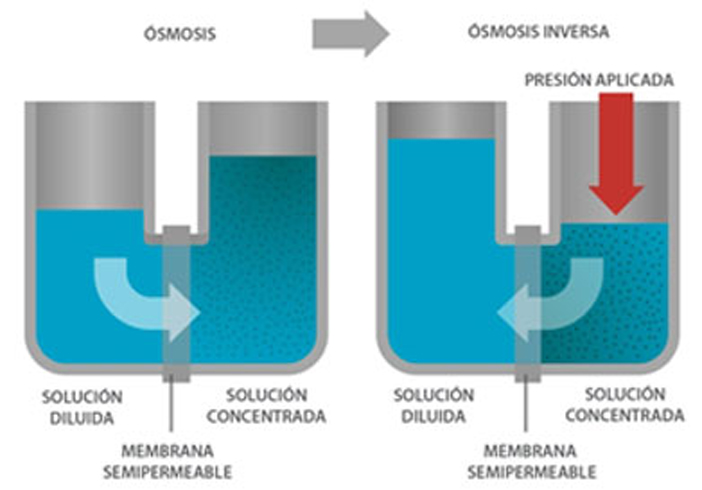 ÓSMOSIS
ÓSMOSIS INVERSA
PRESIÓN APLICADA
SOLUCIÓN
DILUIDA
SOLUCIÓN
CONCENTRADA
MEMBRANA
SEMIPERMEABLE
SOLUCIÓN
DILUIDA
SOLUCIÓN
CONCENTRADA
MEMBRANA
SEMIPERMEABLE